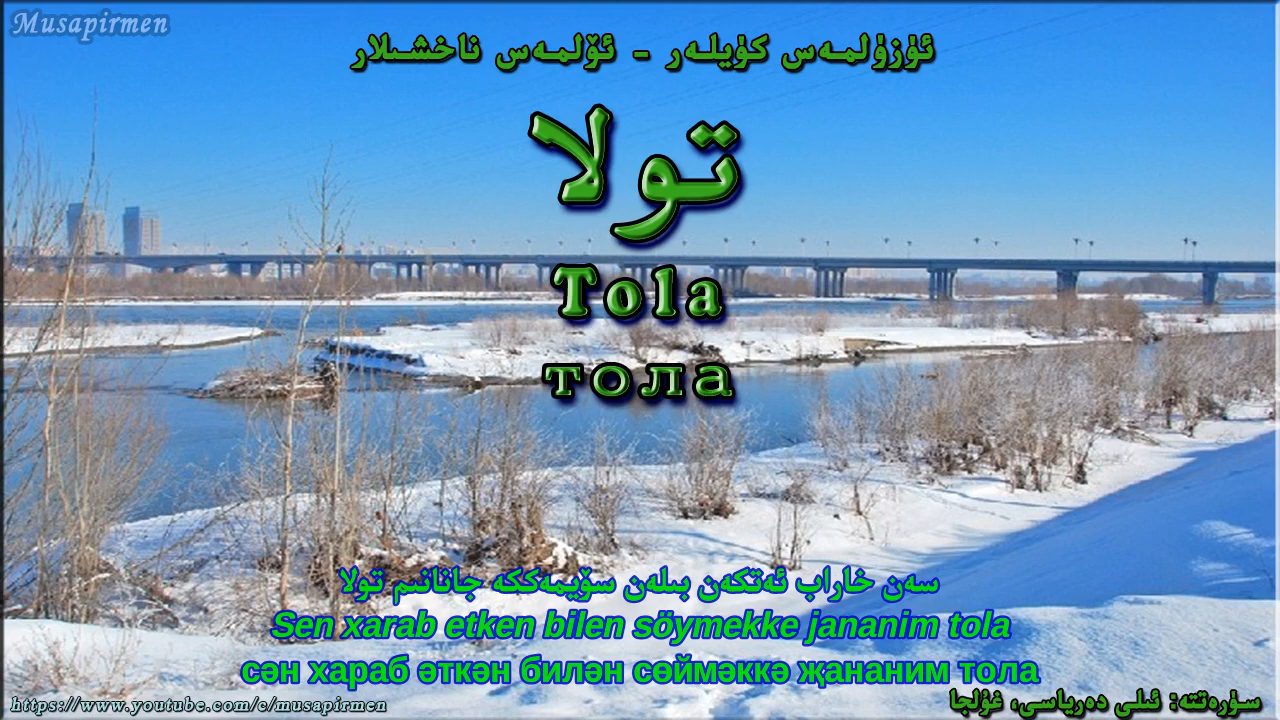 Musapirmen
ئۈزۈلمەس كۈيلەر - ئۆلمەس ناخشىلار
تولا
Tola
тола
سەن خاراب ئەتكەن بىلەن سۆيمەككە جانانىم تولا
Sen xarab etken bilen söymekke jananim tola
сән хараб әткән билән сөймәккә җананим тола
سۈرەتتە: ئىلى دەرياسى، غۇلجا
https://www.youtube.com/c/musapirmen